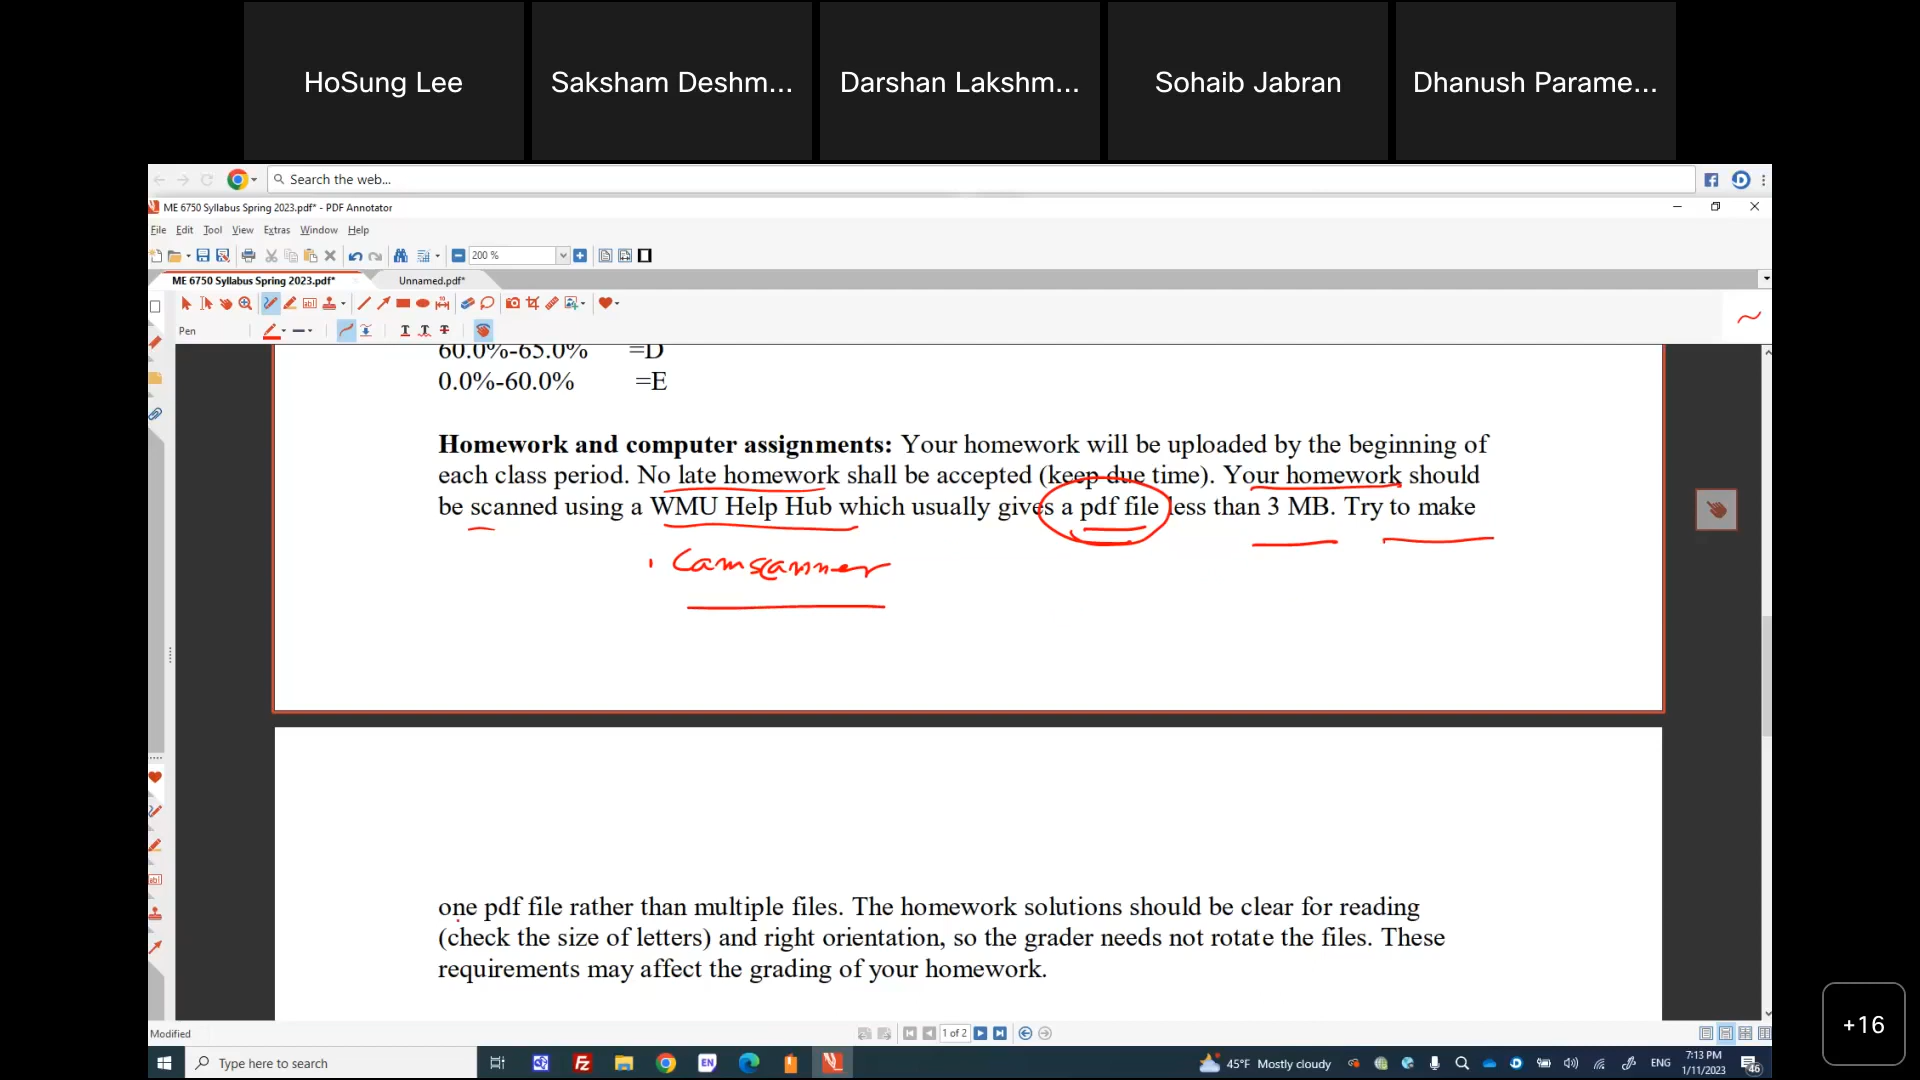 HoSung Lee
Saksham Deshm...
Darshan Lakshm...
Sohaib Jabran
Dhanush Parame...
Search the web...
ME 6750 Syllabus Spring 2023.pdf* - PDF Annotator
File Edit Tool View Extras Window Help
200 %
ME 6750 Syllabus Spring 2023.pdf*
Unnamed.pdf*
Pen
60.0%-65.0% =D
0.0%-60.0% =E
Homework and computer assignments: Your homework will be uploaded by the beginning of
each class period. No late homework shall be accepted (keep due time). Your homework should
be scanned using a WMU Help Hub which usually gives a pdf file less than 3 MB. Try to make
Camscanner
one pdf file rather than multiple files. The homework solutions should be clear for reading
(check the size of letters) and right orientation, so the grader needs not rotate the files. These
requirements may affect the grading of your homework.
+16
Modified
1 of 2
Type here to search
EN
45°F Mostly cloudy
ENG
7:13 PM
1/11/2023
46